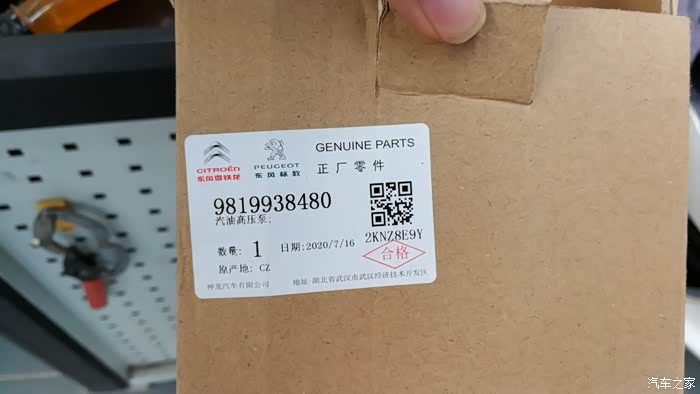 CITROËN
东风雪铁龙
PEUGEOT
东风标致
GENUINE PARTS
正厂零件
9819938480
汽油高压泵;
数量: 1 日期:2020/7/16
2KNZ8E9Y
合格
原产地: CZ
神龙汽车有限公司
地址:湖北省武汉市武汉经济技术开发区
汽车之家